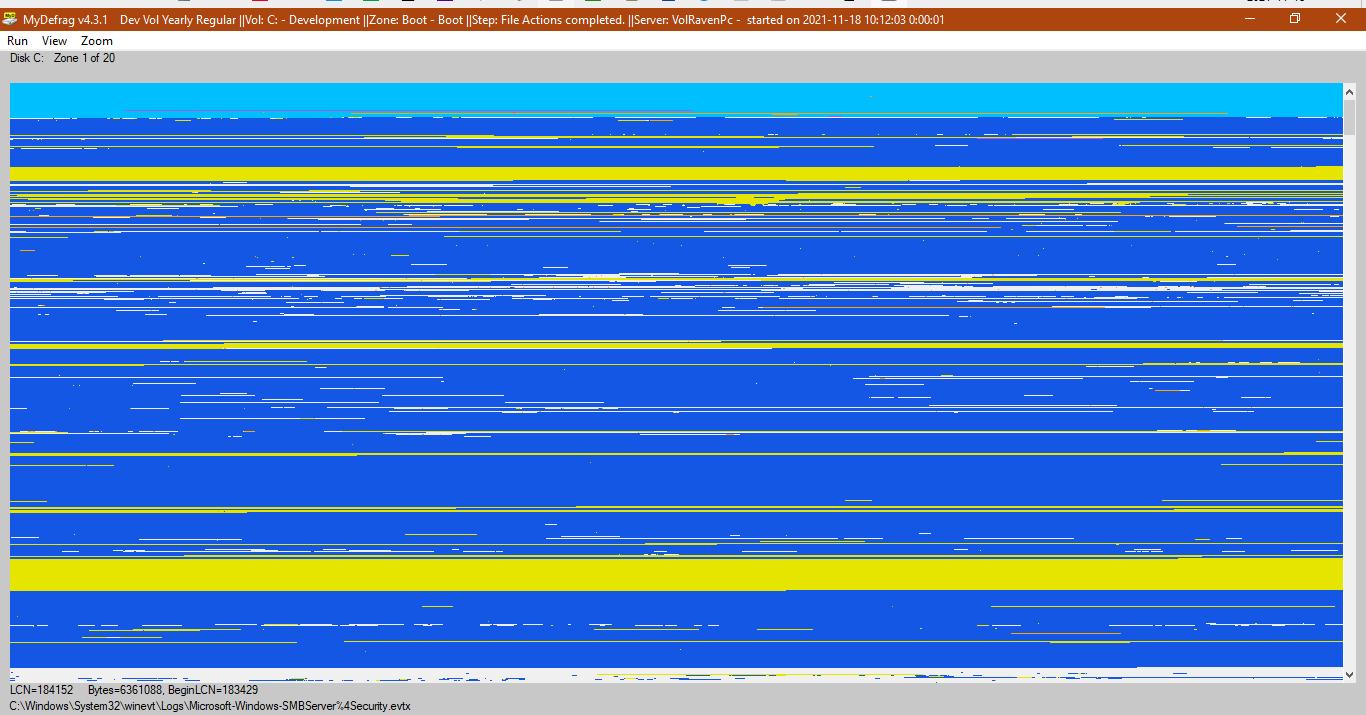 MyDefrag v4.3.1 Dev Vol Yearly Regular ||Vol: C: - Development ||Zone: Boot - Boot ||Step: File Actions completed. ||Server: VolRavenPc - started on 2021-11-18 10:12:03 0:00:01
Run View Zoom
Disk C: Zone 1 of 20
LCN=184152 Bytes=6361088, BeginLCN=183429
C:\Windows\System32\winevt\Logs\Microsoft-Windows-SMBServer%4Security.evtx